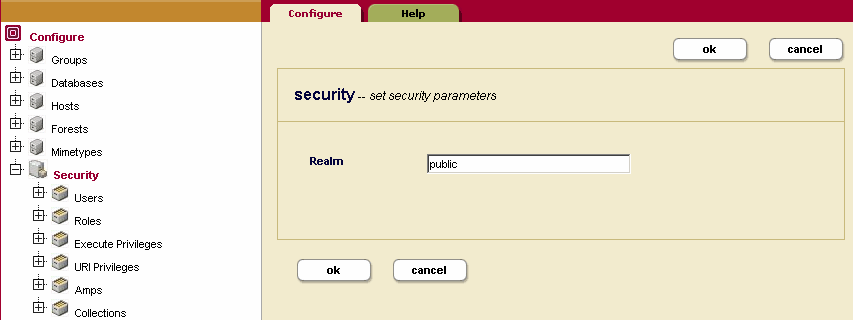 Configure
Help
Configure
Groups
Databases
Hosts
Forests
Mimetypes
Security
Users
Roles
Execute Privileges
URI Privileges
Amps
Collections
ok cancel
security -- set security parameters
Realm public
ok cancel